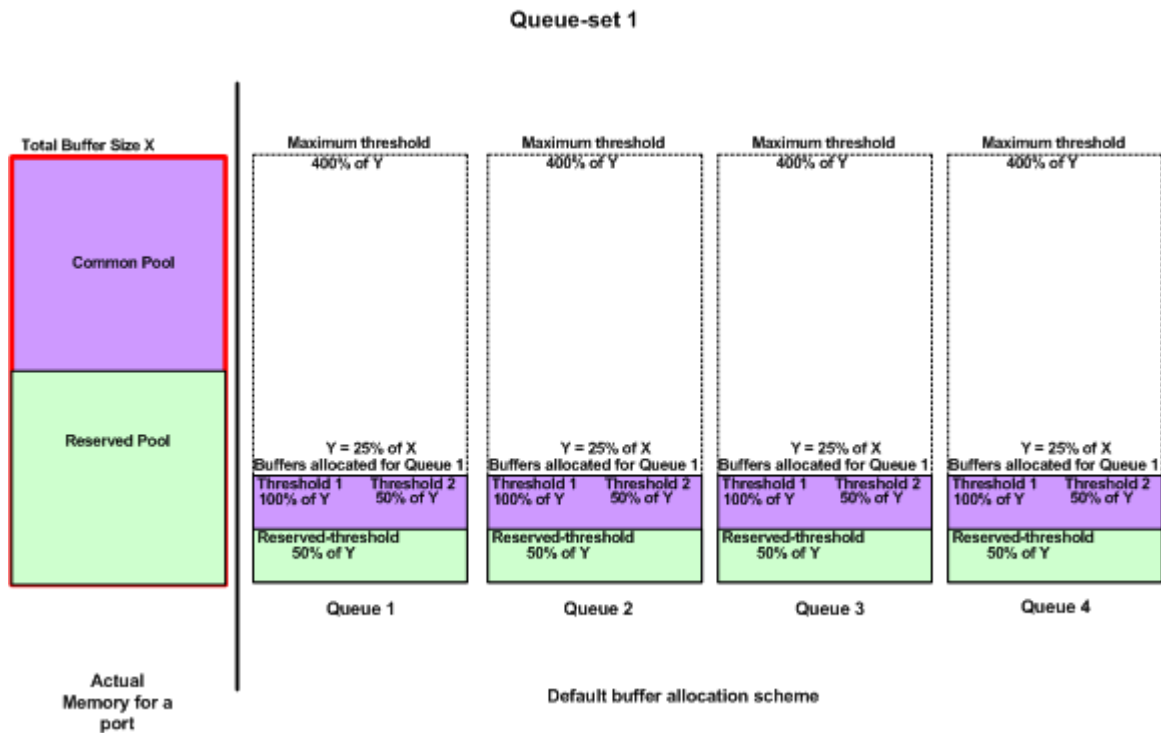 Queue-set 1
Total Buffer Size X
Common Pool
Reserved Pool
Actual
Memory for a
port
Maximum threshold
400% of Y
Y = 25% of X
Buffers allocated for Queue 1
Threshold 1
100% of Y
Threshold 2
50% of Y
Reserved-threshold
50% of Y
Queue 1
Maximum threshold
400% of Y
Y = 25% of X
Buffers allocated for Queue 1
Threshold 1
100% of Y
Threshold 2
50% of Y
Reserved-threshold
50% of Y
Queue 2
Maximum threshold
400% of Y
Y = 25% of X
Buffers allocated for Queue 1
Threshold 1
100% of Y
Threshold 2
50% of Y
Reserved-threshold
50% of Y
Queue 3
Maximum threshold
400% of Y
Y = 25% of X
Buffers allocated for Queue 1
Threshold 1
100% of Y
Threshold 2
50% of Y
Reserved-threshold
50% of Y
Queue 4
Default buffer allocation scheme